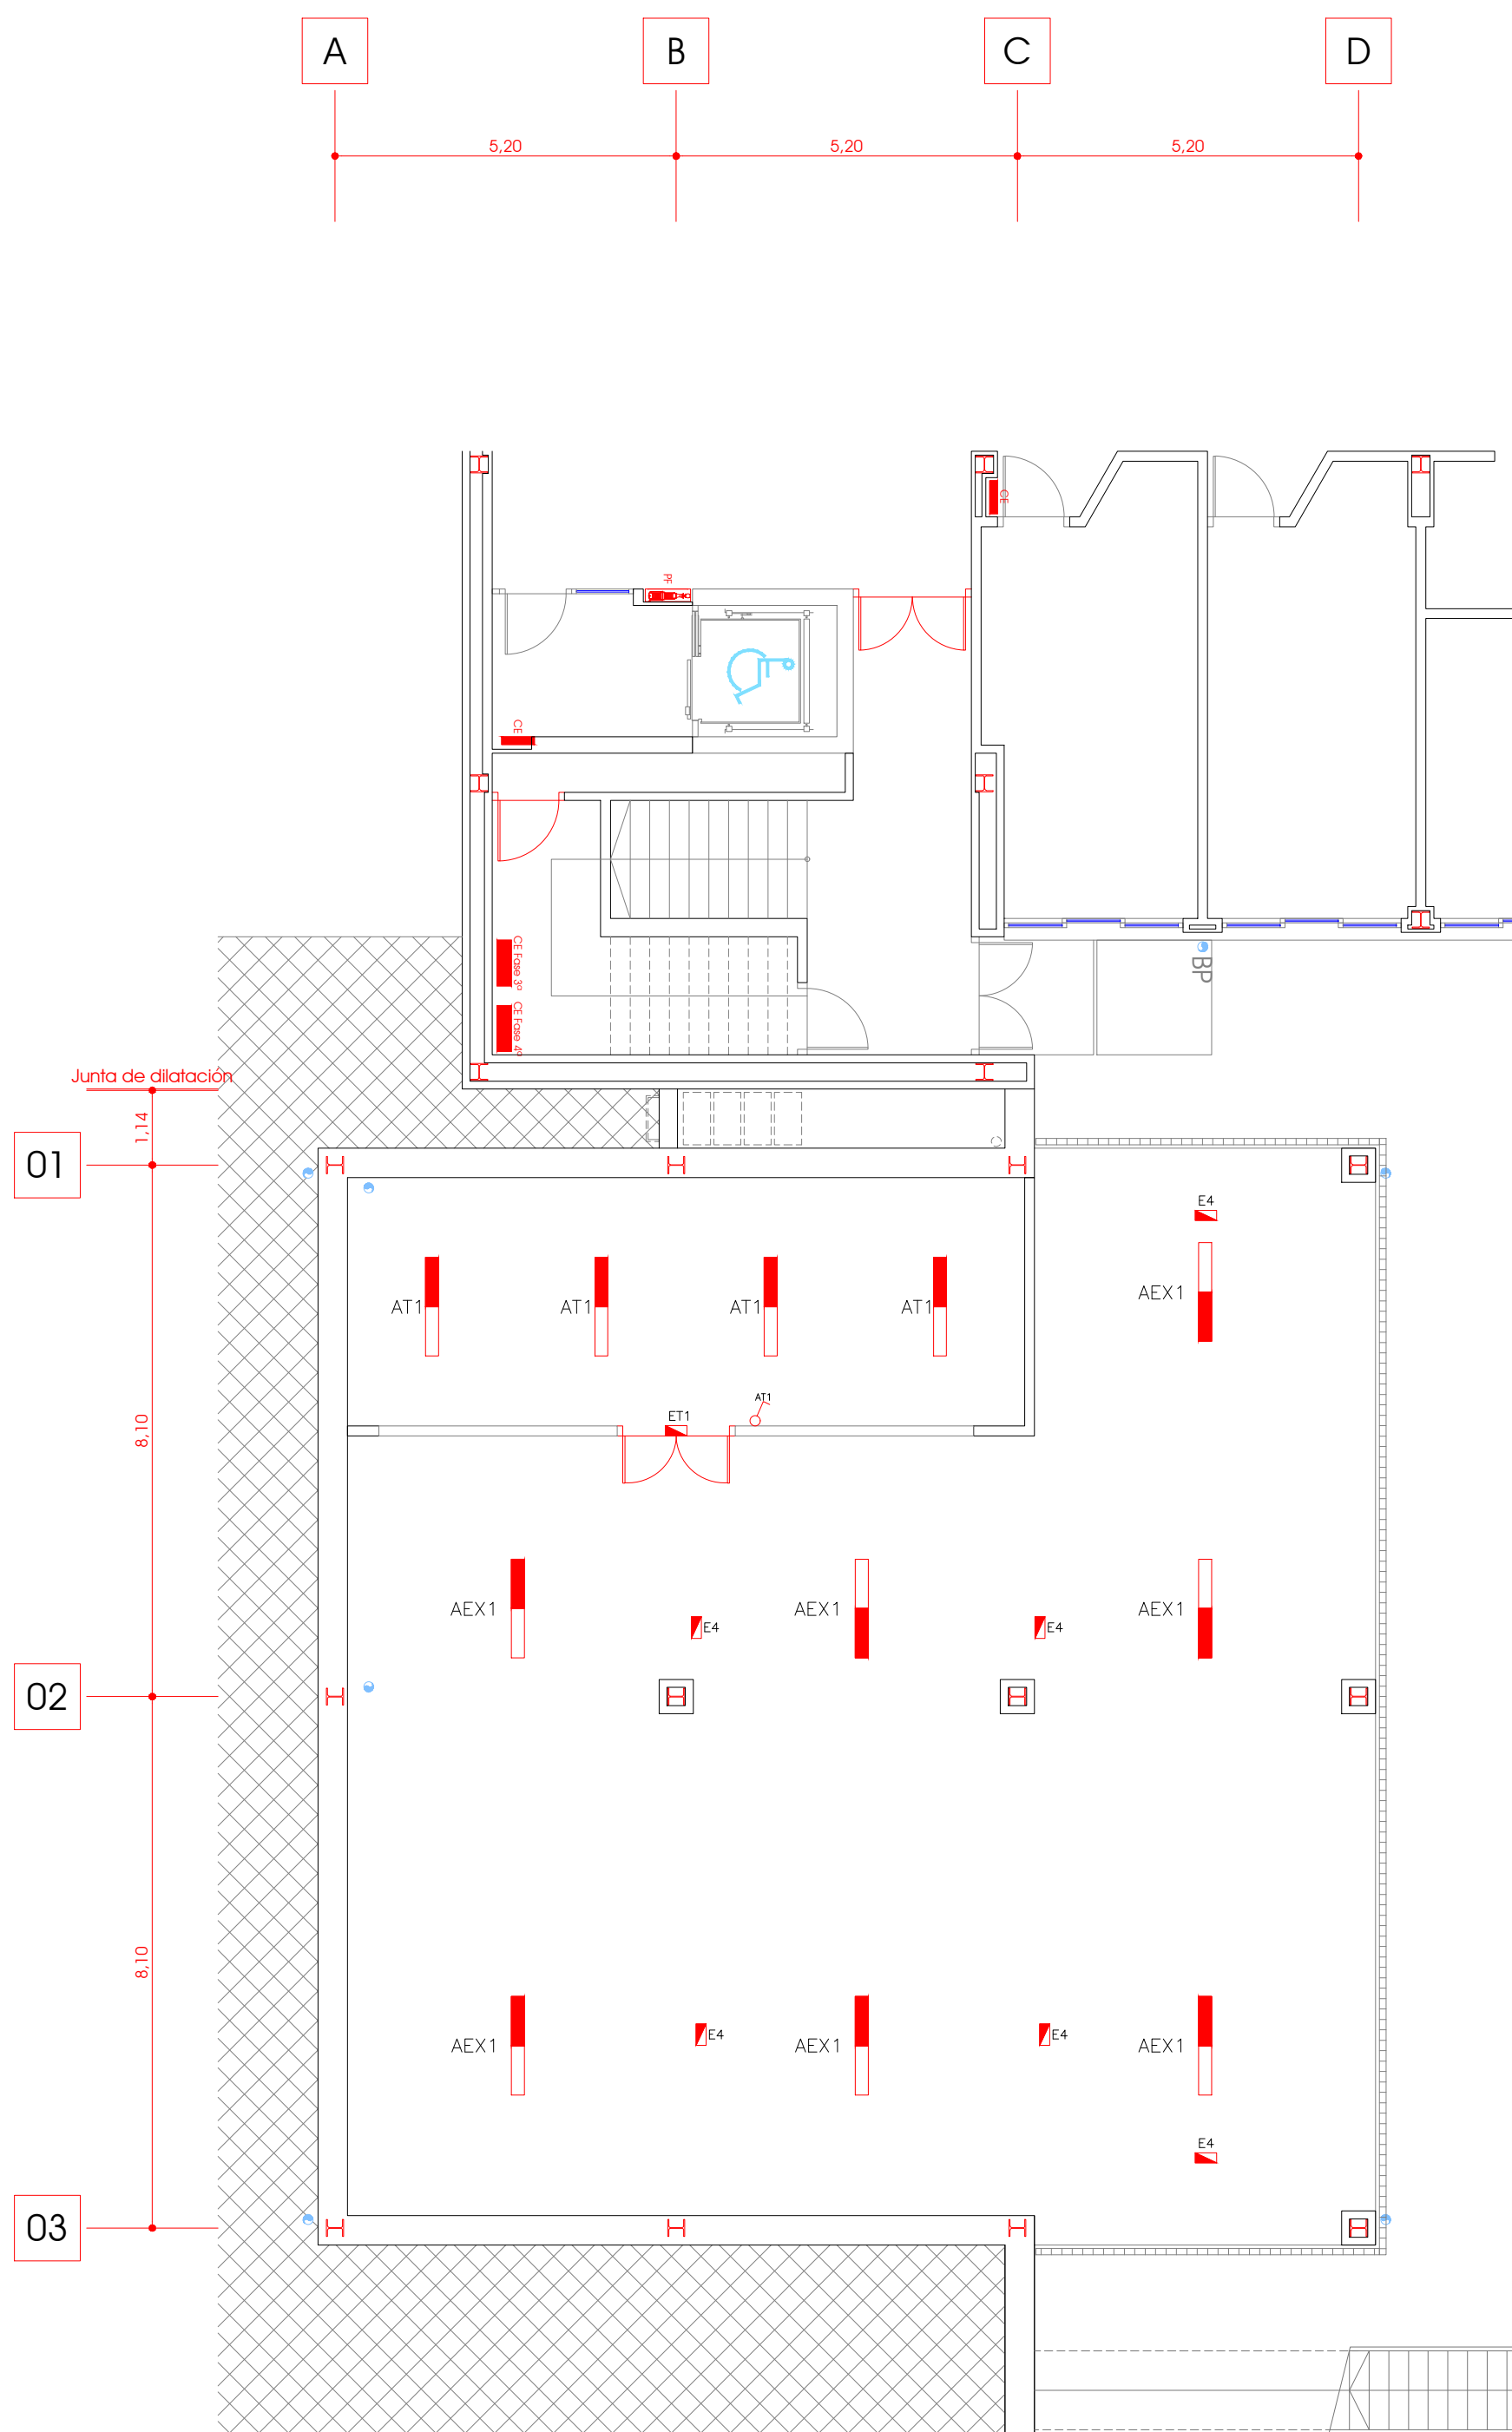 A B C D
5,20 5,20 5,20
CE
PF
CE
CE Fase 3º
CE Fase 4º
BP
Junta de dilatación
1,14
01
E4
AEX1
AT1 AT1 AT1 AT1
AT1
ET1
8,10
AEX1 AEX1 AEX1
E4 E4
02
8,10
E4 E4
AEX1 AEX1 AEX1
E4
03